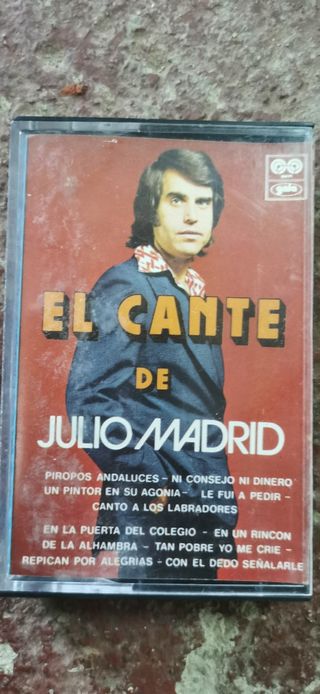 gala
EL CANTE
DE
JULIO MADRID
PIROPOS ANDALUCES - NI CONSEJO NI DINERO
UN PINTOR EN SU AGONIA - LE FUI A PEDIR -
CANTO A LOS LABRADORES
EN LA PUERTA DEL COLEGIO - EN UN RINCON
DE LA ALHAMBRA - TAN POBRE YO ME CRIE -
REPICAN POR ALEGRIAS - CON EL DEDO SEÑALARLE